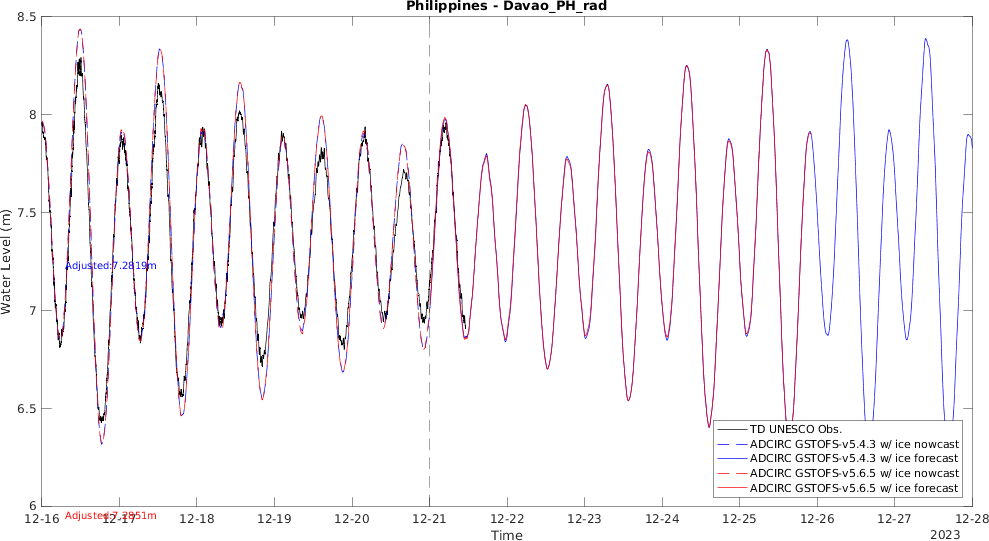 Philippines - Davao_PH_rad
8.5
8
7.5
7
6.5
6
Water Level (m)
Adjusted:7.2819m
Adjusted:7.2851m
TD UNESCO Obs.
ADCIRC GSTOFS-v5.4.3 w/ ice nowcast
ADCIRC GSTOFS-v5.4.3 w/ ice forecast
ADCIRC GSTOFS-v5.6.5 w/ ice nowcast
ADCIRC GSTOFS-v5.6.5 w/ ice forecast
12-16 12-17 12-18 12-19 12-20 12-21 12-22 12-23 12-24 12-25 12-26 12-27 12-28
Time
2023